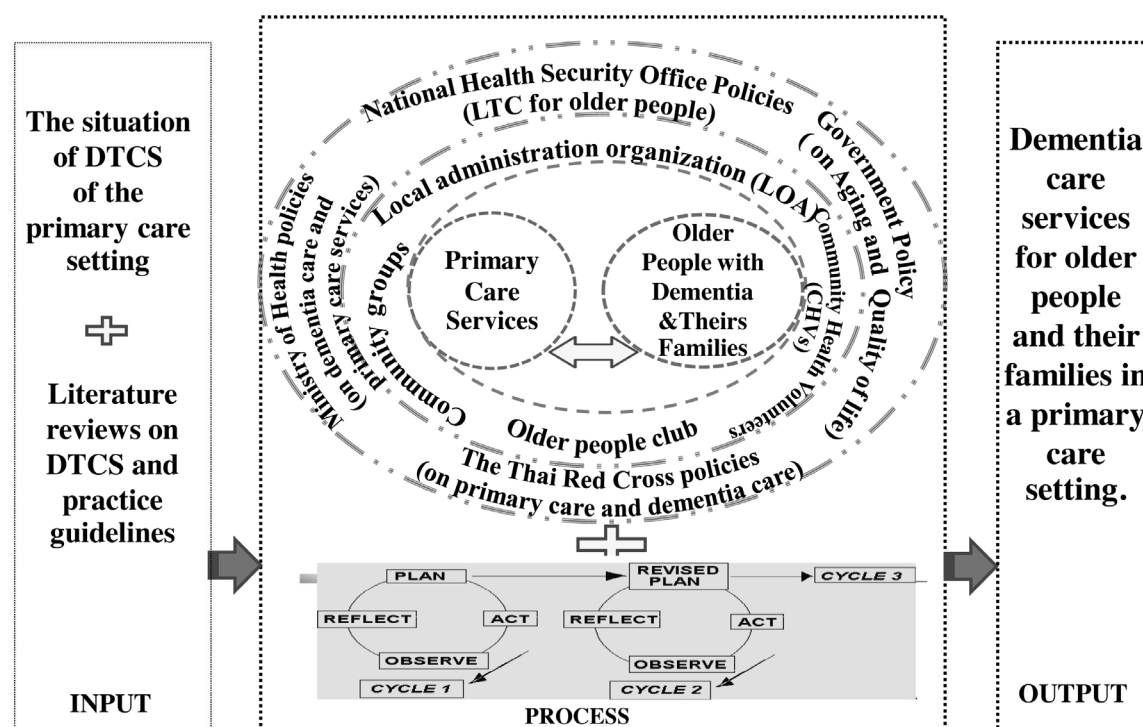 The situation
of DTCS
of the
primary care
setting
Literature
reviews on
DTCS and
practice
guidelines
INPUT
National Health Security Office Policies
(LTC for older people)
Government Policy
( on Aging and Quality of life)
Ministry of Health policies
(on dementia care and
primary care services)
Local administration organization (LOA)
Community groups
Community Health Volunteers
(CHVs)
Older people club
The Thai Red Cross policies
(on primary care and dementia care)
Primary
Care
Services
Older
People with
Dementia
&Theirs
Families
PLAN
REVISED
PLAN
CYCLE 3
REFLECT
ACT
REFLECT
ACT
OBSERVE
OBSERVE
CYCLE 1
CYCLE 2
PROCESS
Dementia
care
services
for older
people
and their
families in
a primary
care
setting.
OUTPUT